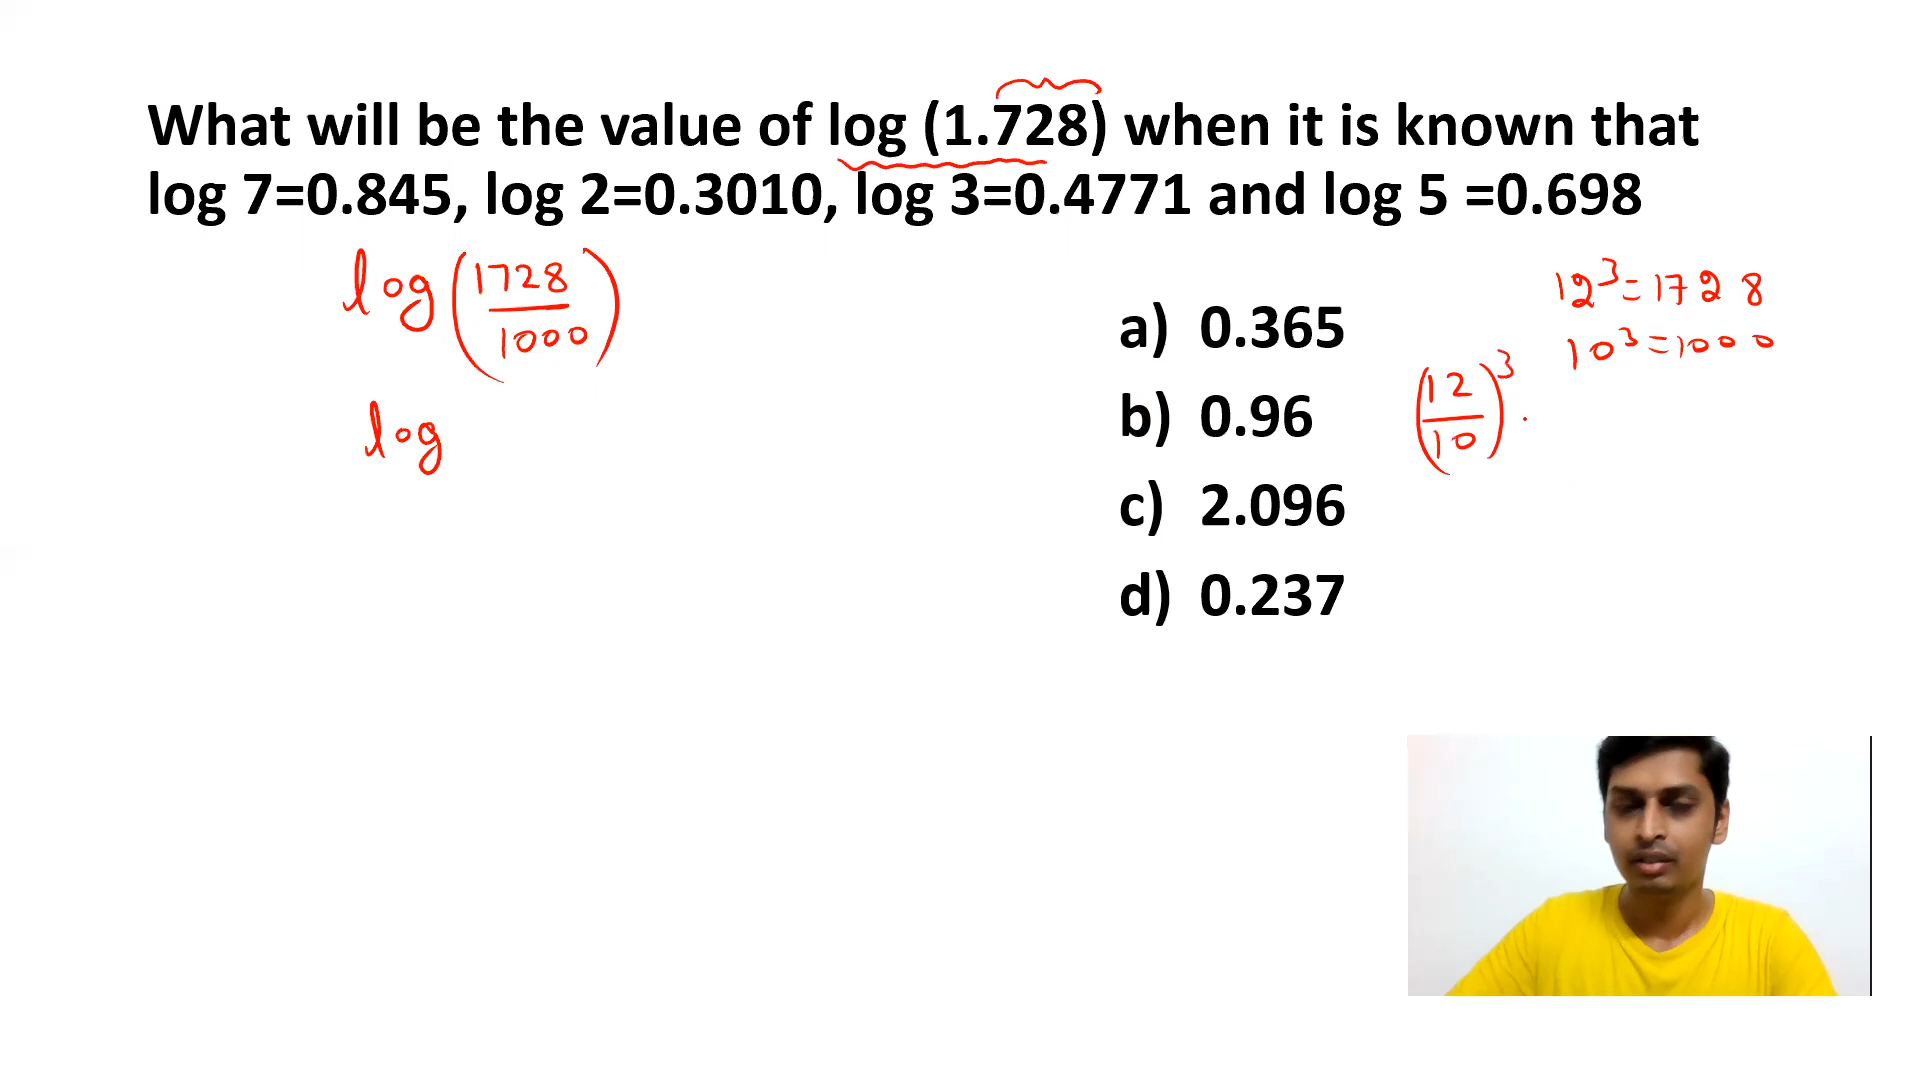 What will be the value of log (1.728) when it is known that
log 7=0.845, log 2=0.3010, log 3=0.4771 and log 5 =0.698
log (1728/1000)
log
a) 0.365
b) 0.96
c) 2.096
d) 0.237
12³=1728
10³=1000
(12/10)³